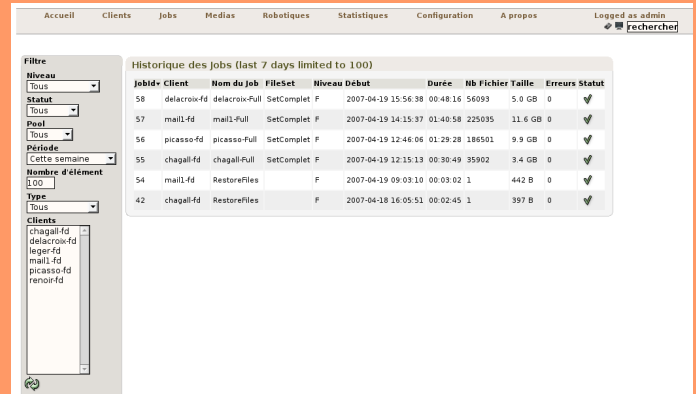 Accueil Clients Jobs Medias Robotiques Statistiques Configuration A propos Logged as admin
rechercher
Filtre
Niveau
Tous
Statut
Tous
Pool
Tous
Période
Cette semaine
Nombre d'élément
100
Type
Tous
Clients
chagall-fd
delacroix-fd
leger-fd
mail1-fd
picasso-fd
renoir-fd
Historique des Jobs (last 7 days limited to 100)
JobId Client Nom du Job FileSet Niveau Début Durée Nb Fichier Taille Erreurs Statut
58 delacroix-fd delacroix-Full SetComplet F 2007-04-19 15:56:38 00:48:16 56093 5.0 GB 0
57 mail1-fd mail1-Full SetComplet F 2007-04-19 14:15:37 01:40:58 225035 11.6 GB 0
56 picasso-fd picasso-Full SetComplet F 2007-04-19 12:46:06 01:29:28 186501 9.9 GB 0
55 chagall-fd chagall-Full SetComplet F 2007-04-19 12:15:13 00:30:49 35902 3.4 GB 0
54 mail1-fd RestoreFiles F 2007-04-19 09:03:10 00:03:02 1 442 B 0
42 chagall-fd RestoreFiles F 2007-04-18 16:05:51 00:02:45 1 397 B 0